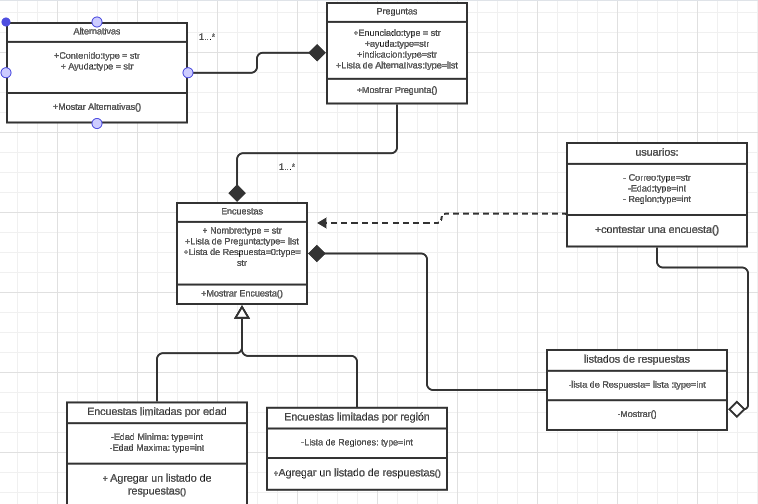 Alternativas
+Contenido:type = str
+ Ayuda:type = str
+Mostar Alternativas()
1...*
Preguntas
+Enunciado:type = str
+ayuda:type=str
+indicacion:type=str
+Lista de Alternativas:type=list
+Mostrar Pregunta()
1...*
Encuestas
+ Nombre:type = str
+Lista de Pregunta:type= list
+Lista de Respuesta=0:type=
str
+Mostrar Encuesta()
usuarios:
- Correo:type=str
-Edad:type=int
- Region:type=int
+contestar una encuesta()
listados de respuestas
-lista de Respuesta= lista :type=int
-Mostrar()
Encuestas limitadas por edad
-Edad Minima: type=int
-Edad Maxima: type=int
+ Agregar un listado de
respuestas()
Encuestas limitadas por región
-Lista de Regiones: type=int
+Agregar un listado de respuestas()